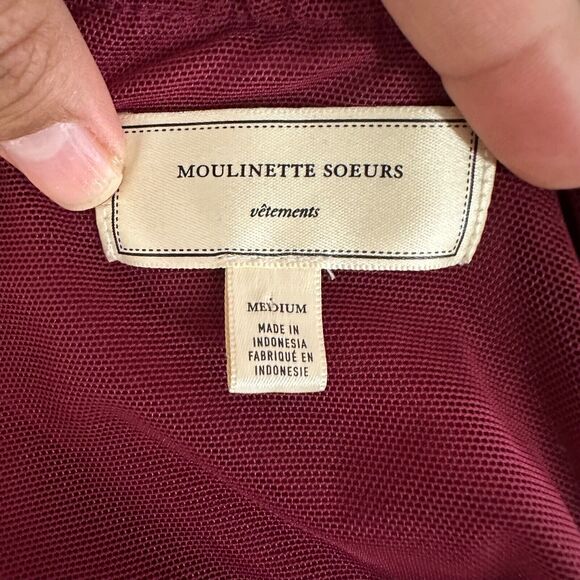 MOULINETTE SOEURS
vêtements
MEDIUM
MADE IN
INDONESIA
FABRIQUÉ EN
INDONESIE